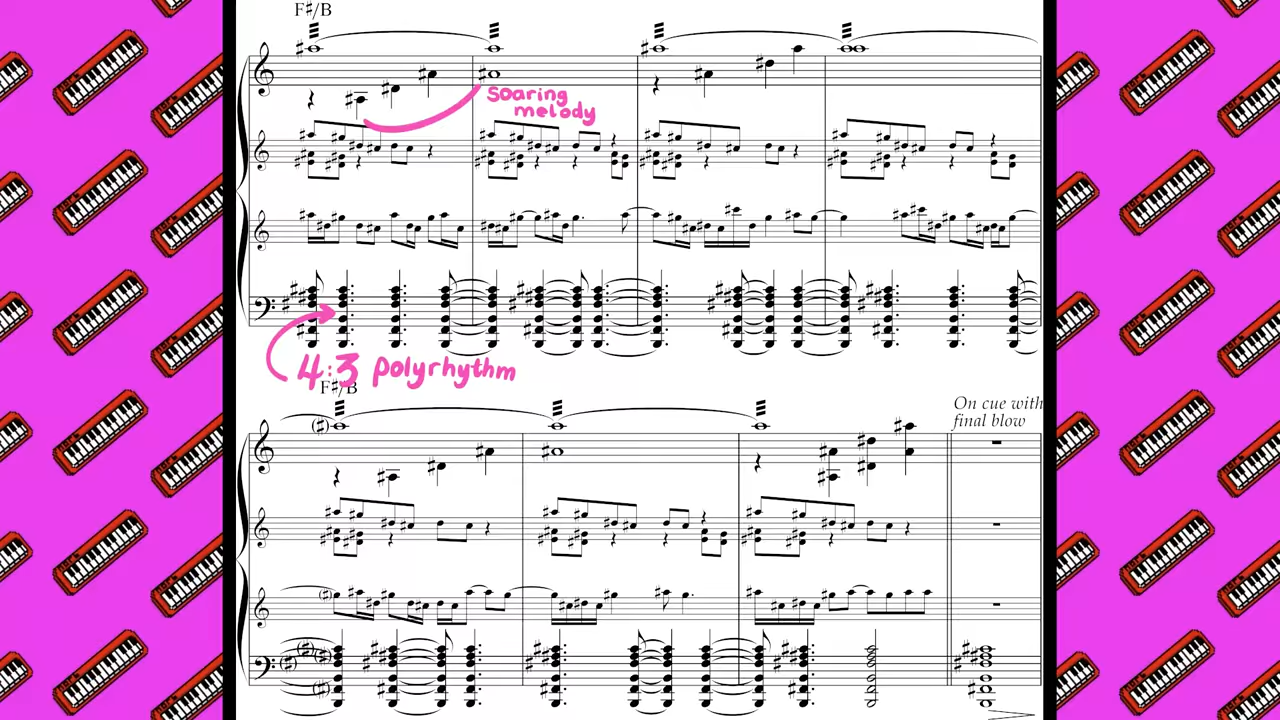 F♯/B
soaring
melody
4:3 polyrhythm
F♯/B
On cue with
final blow